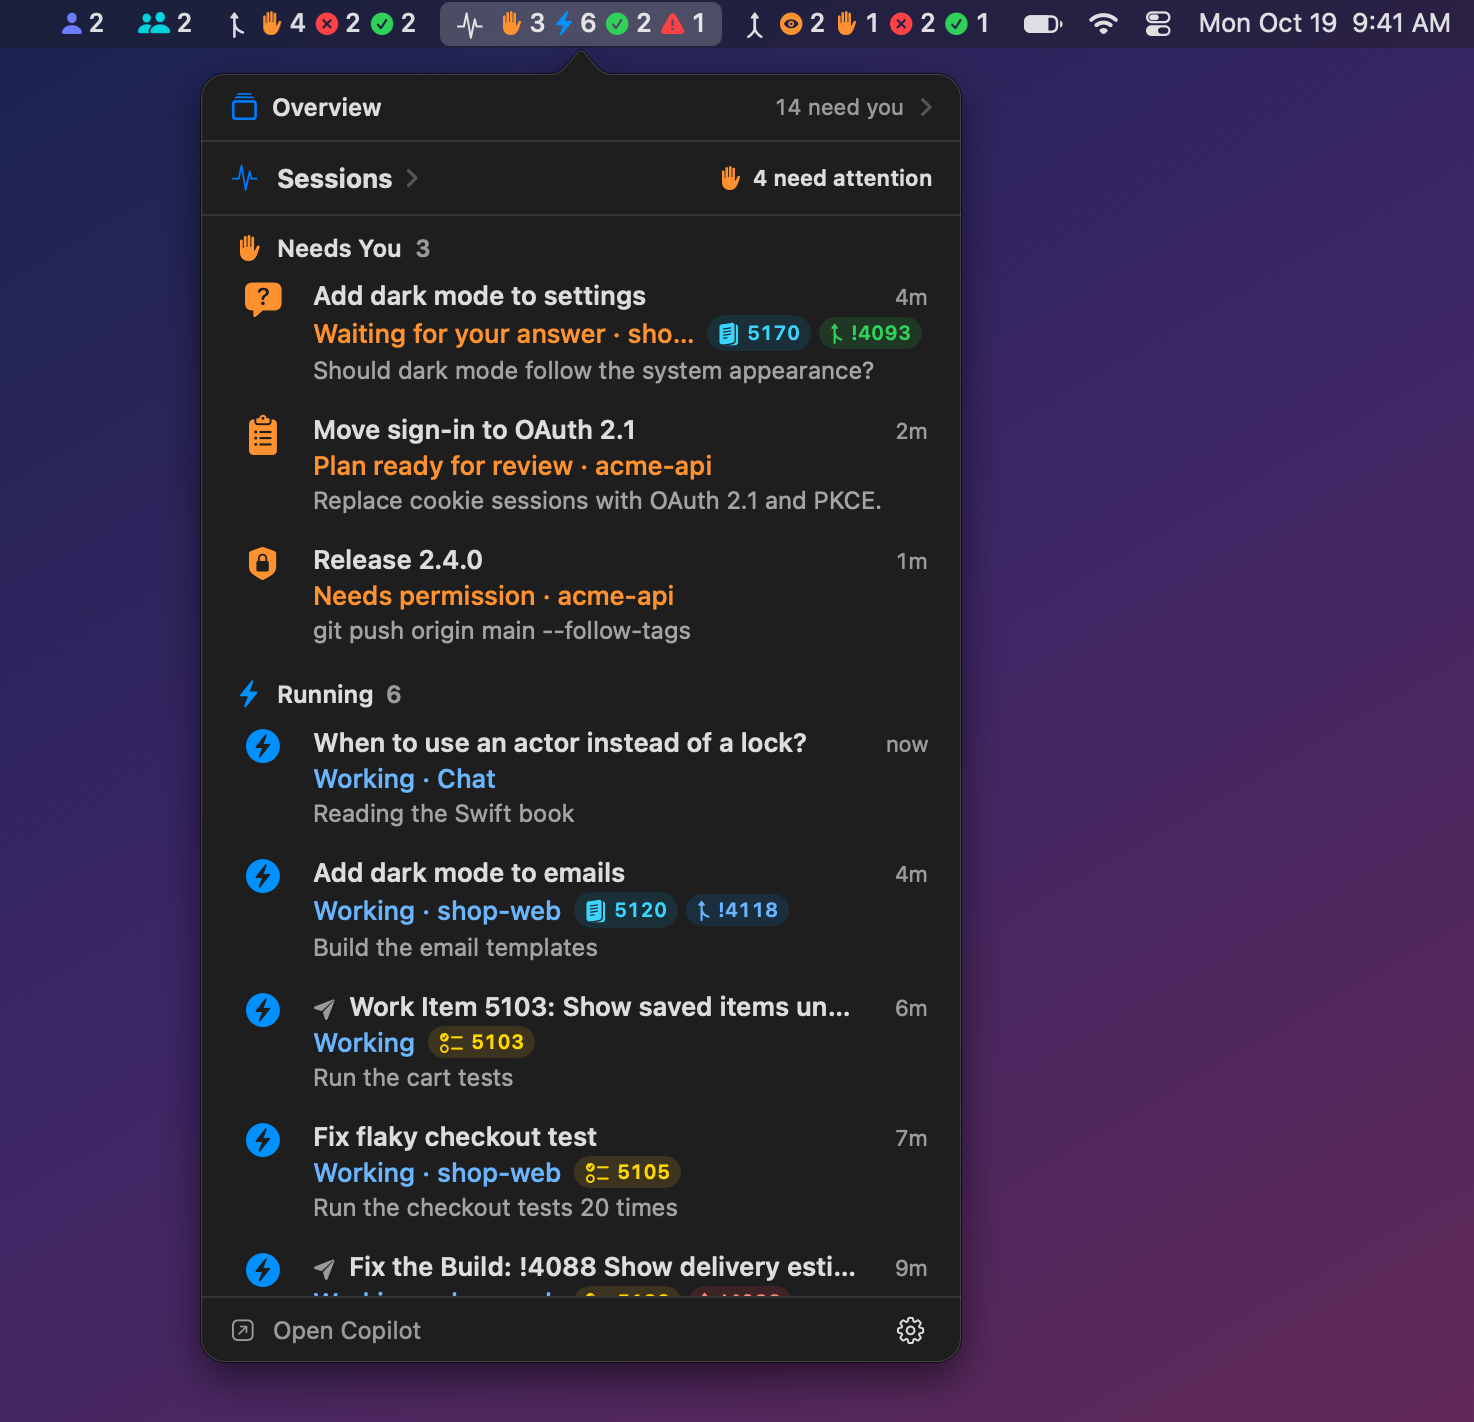 2 2 4 2 2 3 6 2 1 2 1 2 1 Mon Oct 19 9:41 AM
Overview 14 need you
Sessions 4 need attention
Needs You 3
Add dark mode to settings 4m
Waiting for your answer · sho... 5170 !4093
Should dark mode follow the system appearance?
Move sign-in to OAuth 2.1 2m
Plan ready for review · acme-api
Replace cookie sessions with OAuth 2.1 and PKCE.
Release 2.4.0 1m
Needs permission · acme-api
git push origin main --follow-tags
Running 6
When to use an actor instead of a lock? now
Working · Chat
Reading the Swift book
Add dark mode to emails 4m
Working · shop-web 5120 !4118
Build the email templates
Work Item 5103: Show saved items un... 6m
Working 5103
Run the cart tests
Fix flaky checkout test 7m
Working · shop-web 5105
Run the checkout tests 20 times
Fix the Build: !4088 Show delivery esti... 9m
Open Copilot